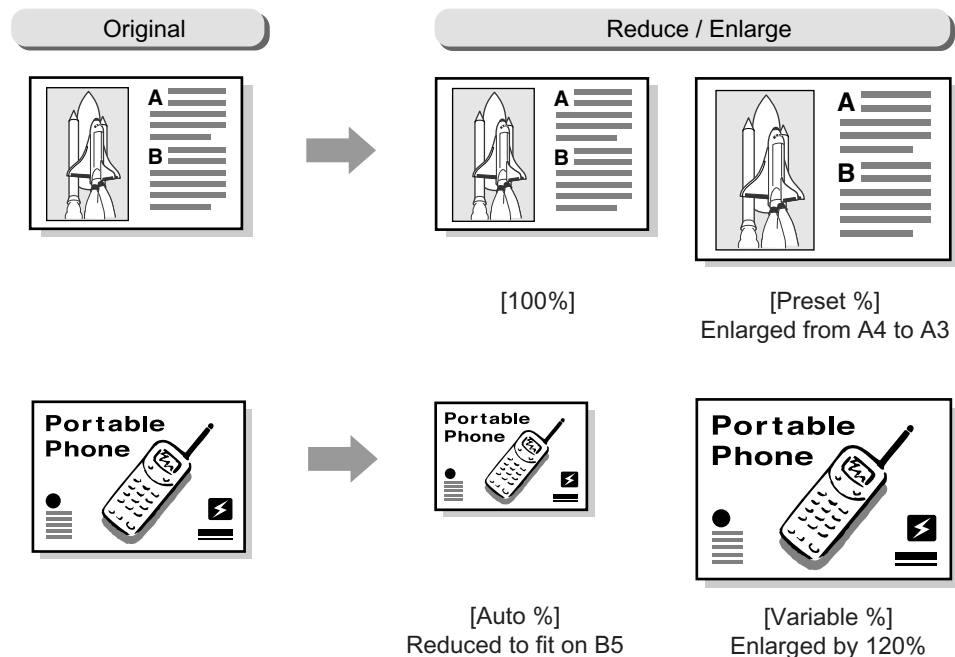 Original
Reduce / Enlarge
A
B
A
B
A
B
[100%]
[Preset %]
Enlarged from A4 to A3
Portable
Phone
Portable
Phone
Portable
Phone
[Auto %]
Reduced to fit on B5
[Variable %]
Enlarged by 120%